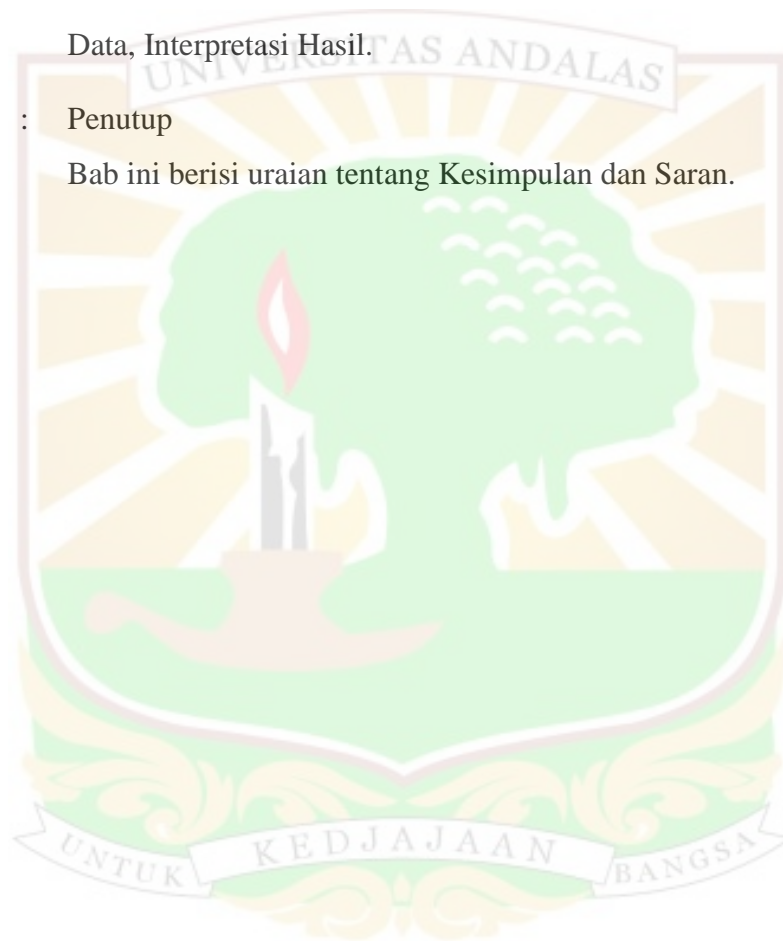 Data, Interpretasi Hasil.
UNIVERSITAS ANDALAS
: Penutup
Bab ini berisi uraian tentang Kesimpulan dan Saran.
UNTUK KEDJAJAAN BANGSA